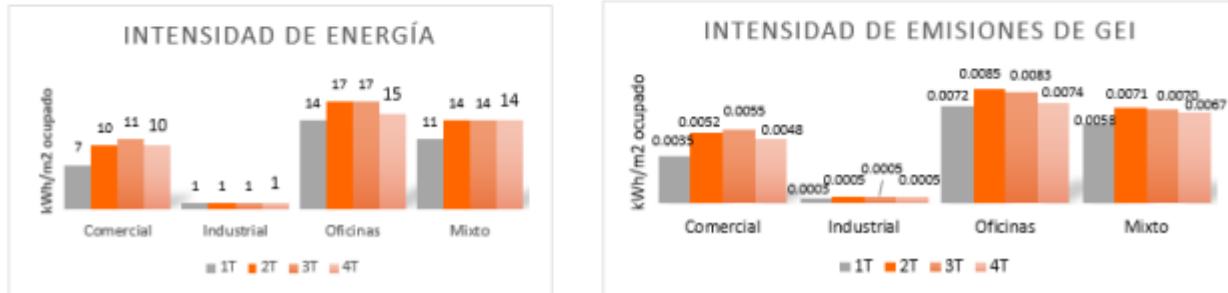 INTENSIDAD DE ENERGÍA
kWh/m2 ocupado
7 10 11 10
1 1 1 1
14 17 17 15
11 14 14 14
Comercial Industrial Oficinas Mixto
1T 2T 3T 4T
INTENSIDAD DE EMISIONES DE GEI
kWh/m2 ocupado
0.0035 0.0052 0.0055 0.0048
0.0005 0.0005 0.0005 0.0005
0.0072 0.0085 0.0083 0.0074
0.0058 0.0071 0.0070 0.0067
Comercial Industrial Oficinas Mixto
1T 2T 3T 4T